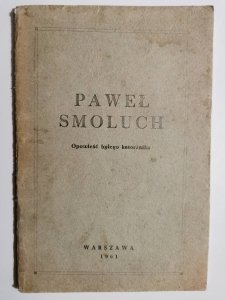 PAWEŁ
SMOLUCH
Opowieść byłego katorżnika
WARSZAWA
1961